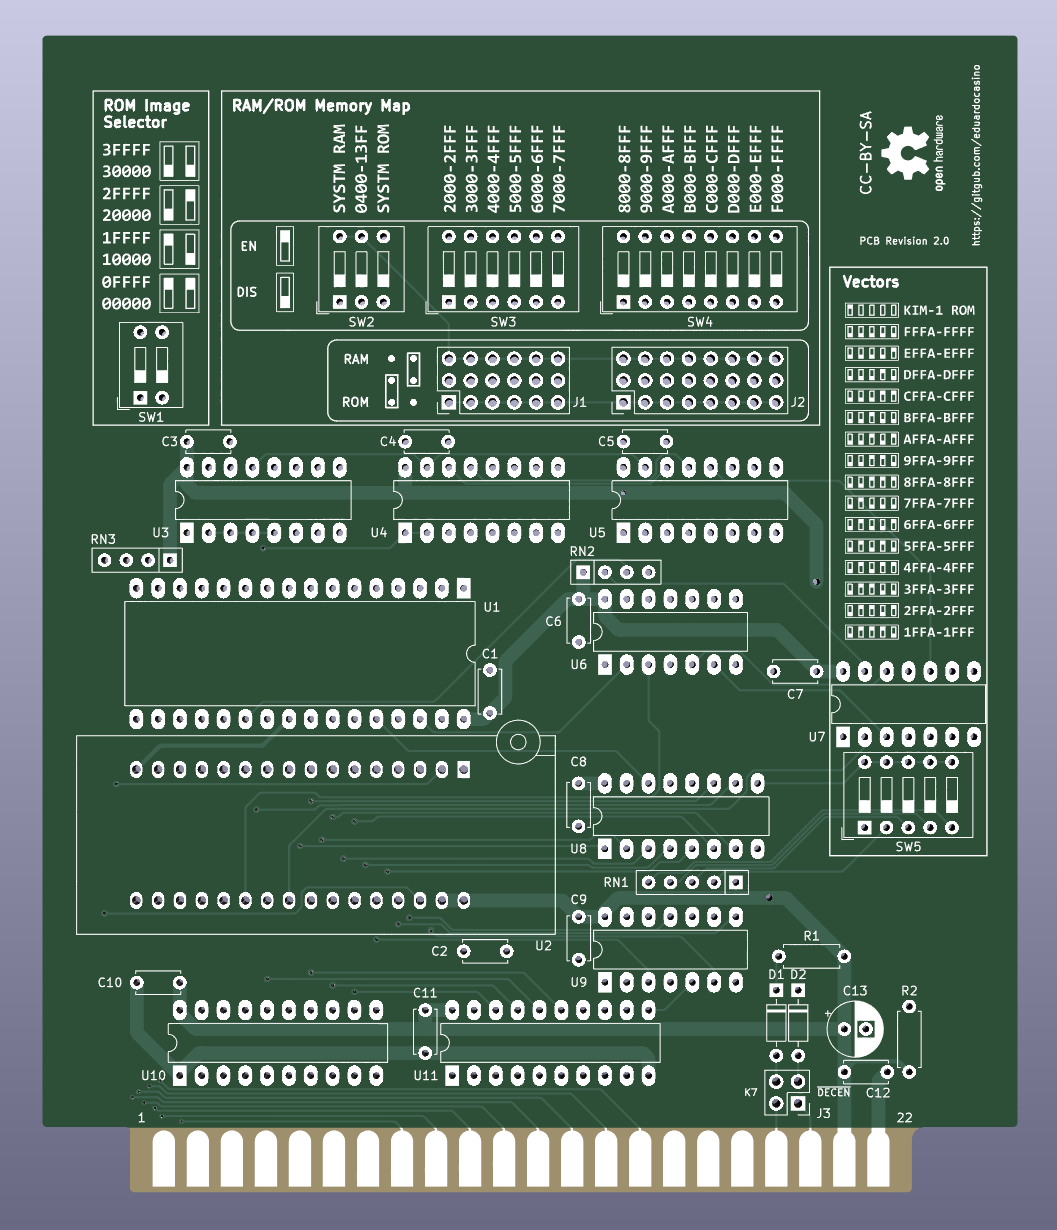 ROM Image
Selector
3FFFF
30000
2FFFF
20000
1FFFF
10000
0FFFF
00000
SW1
RAM/ROM Memory Map
SYSTM RAM
0400-13FF
SYSTM ROM
2000-2FFF
3000-3FFF
4000-4FFF
5000-5FFF
6000-6FFF
7000-7FFF
8000-8FFF
9000-9FFF
A000-AFFF
B000-BFFF
C000-CFFF
D000-DFFF
E000-EFFF
F000-FFFF
EN
DIS
SW2
SW3
SW4
RAM
ROM
J1
J2
CC-BY-SA
open hardware
https://gitgub.com/eduardocasino
PCB Revision 2.0
Vectors
KIM-1 ROM
FFFA-FFFF
EFFA-EFFF
DFFA-DFFF
CFFA-CFFF
BFFA-BFFF
AFFA-AFFF
9FFA-9FFF
8FFA-8FFF
7FFA-7FFF
6FFA-6FFF
5FFA-5FFF
4FFA-4FFF
3FFA-3FFF
2FFA-2FFF
1FFA-1FFF
C3
C4
C5
U3
U4
U5
RN3
RN2
U1
C1
C6
U6
C7
U7
C8
U8
SW5
RN1
C9
U2
C2
U9
R1
D1 D2
C10
C11
C13
+
R2
U10
U11
K7
DECEN
C12
J3
1
22